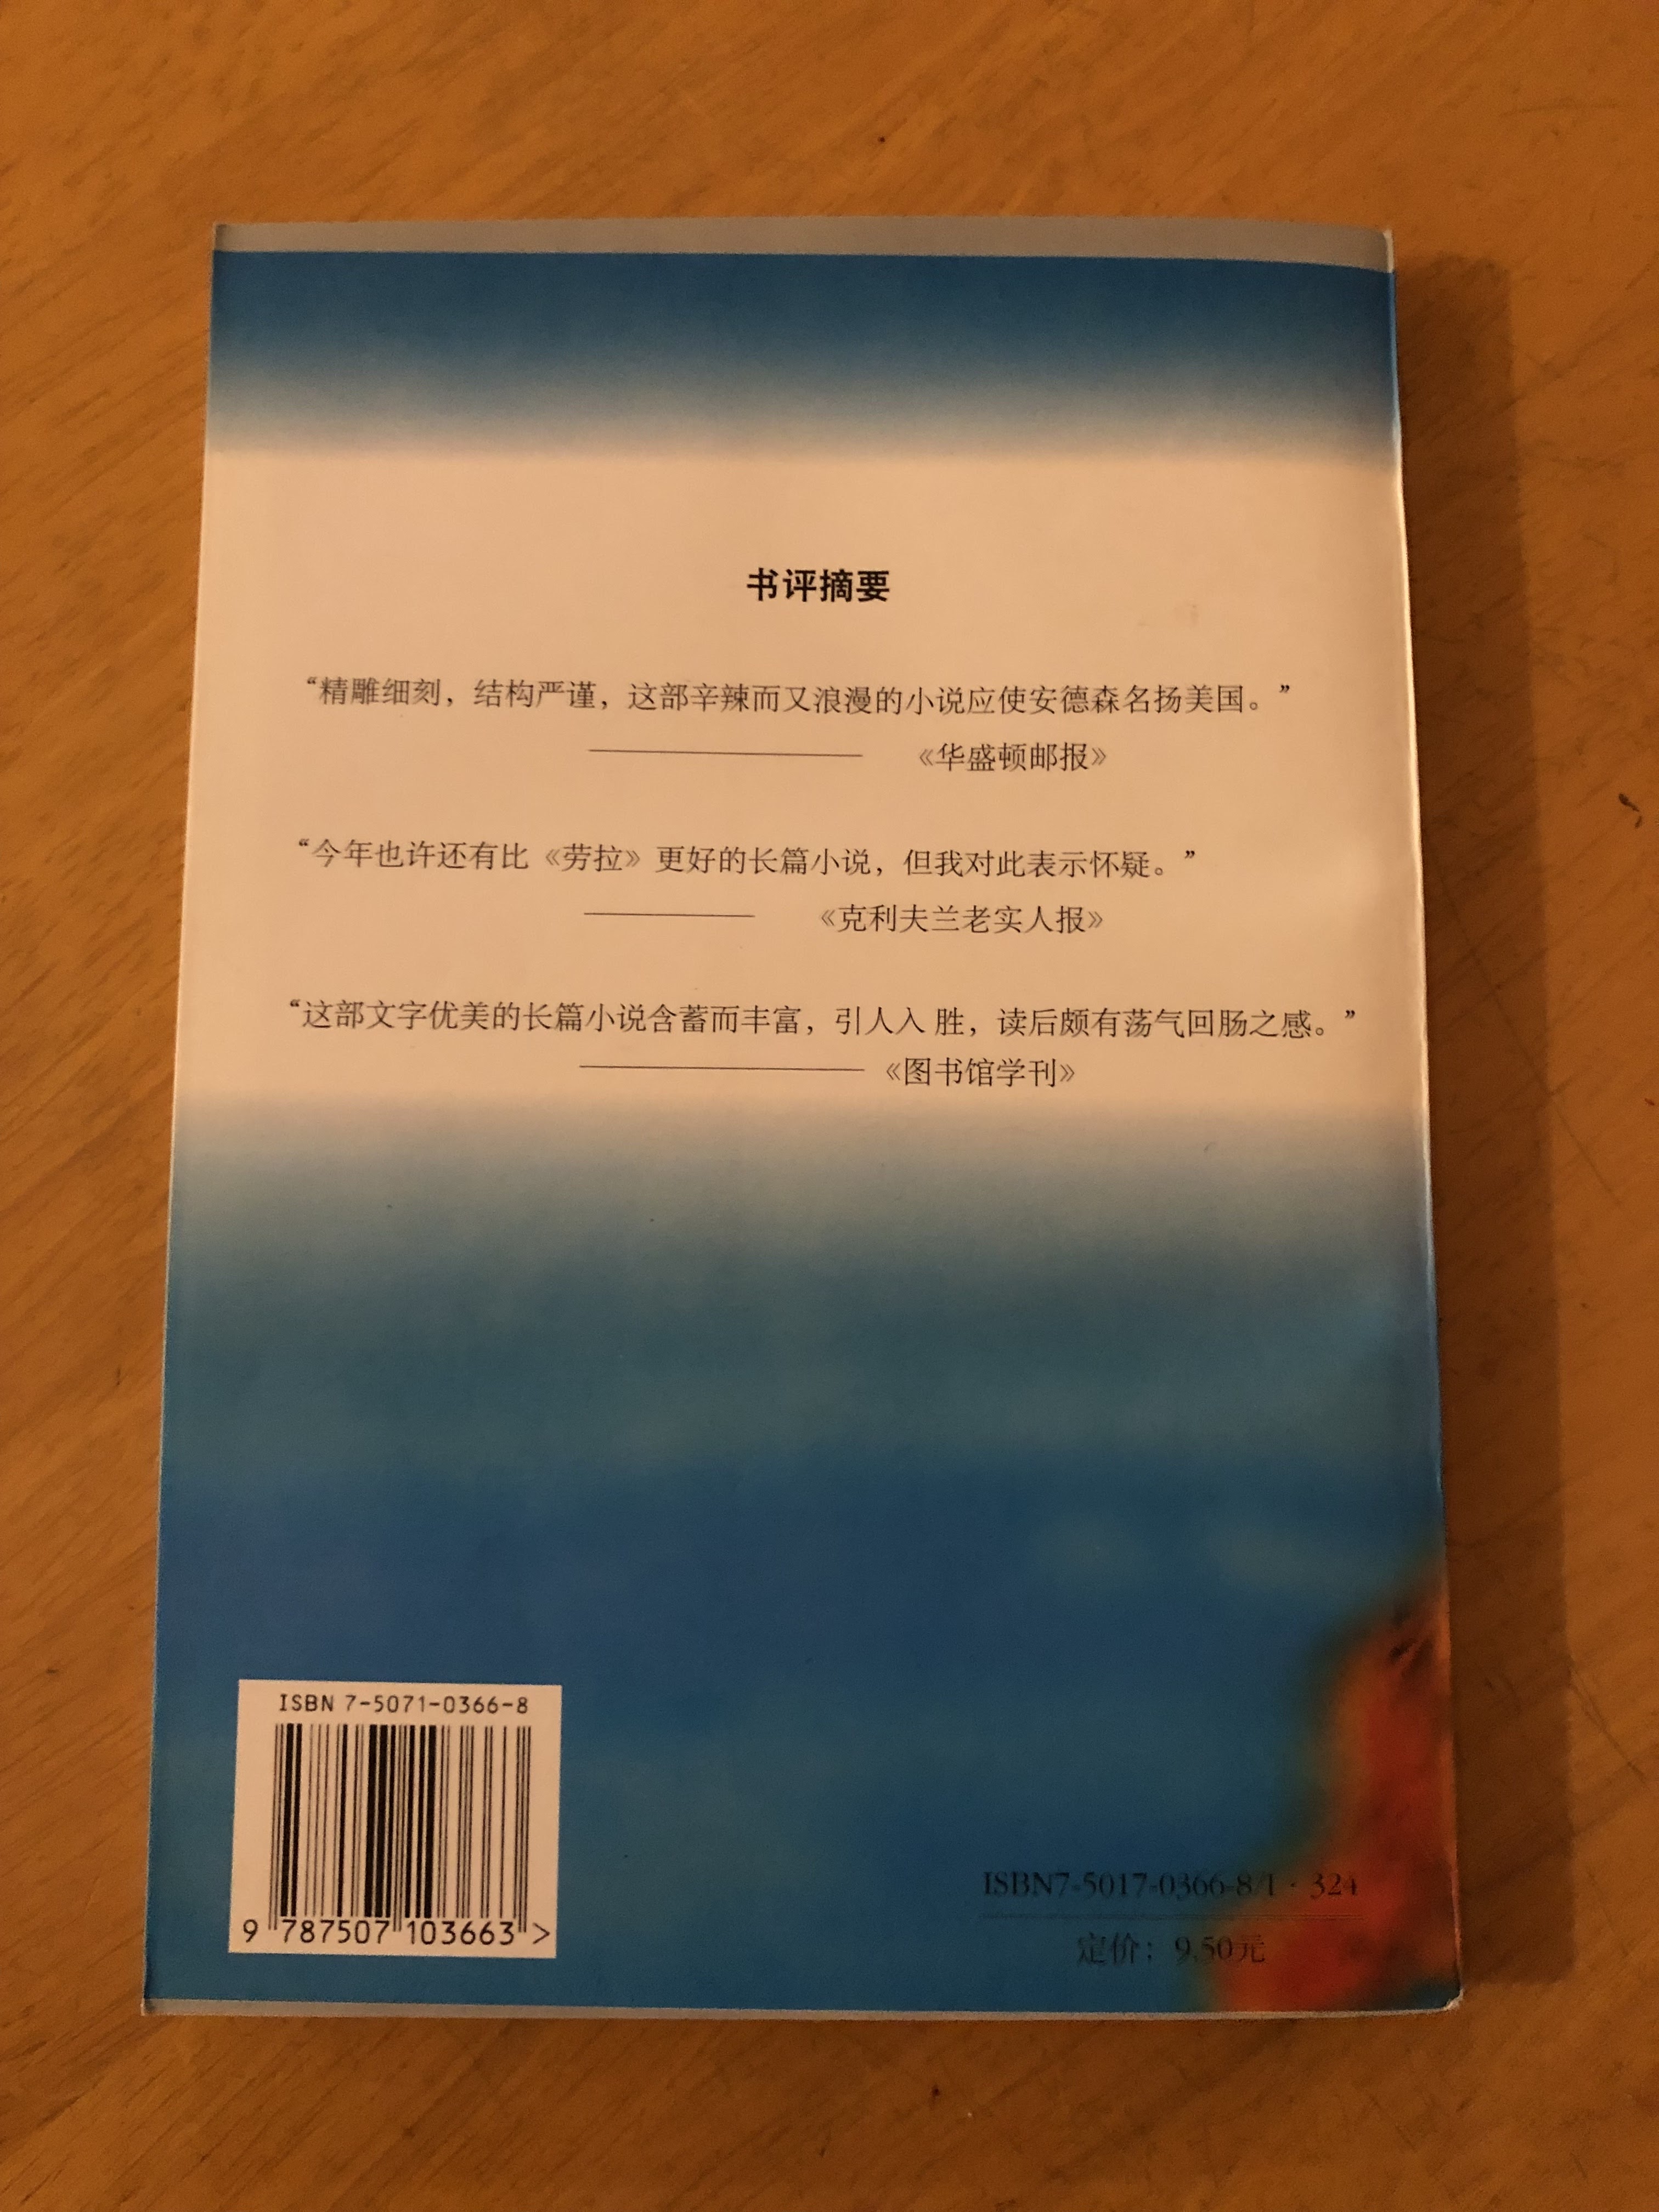 书评摘要
“精雕细刻，结构严谨，这部辛辣而又浪漫的小说应使安德森名扬美国。”
———《华盛顿邮报》
“今年也许还有比《劳拉》更好的长篇小说，但我对此表示怀疑。”
———《克利夫兰老实人报》
“这部文字优美的长篇小说含蓄而丰富，引人入胜，读后颇有荡气回肠之感。”
———《图书馆学刊》
ISBN 7-5071-0366-8
9 787507 103663 >
ISBN7-5017-0366-8/I·324
定价：9.50元